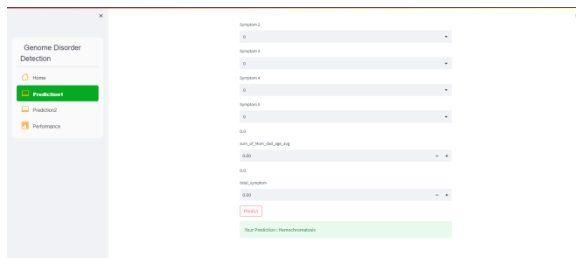 Genome Disorder
Detection
Home
Prediction1
Prediction2
Performance
Symptom 2
0
Symptom 3
0
Symptom 4
0
Symptom 5
0
0.0
sum_of_Mom_dad_age_avg
0.00
0.0
total_symptom
0.00
Predict
Your Prediction: Hemochromatosis